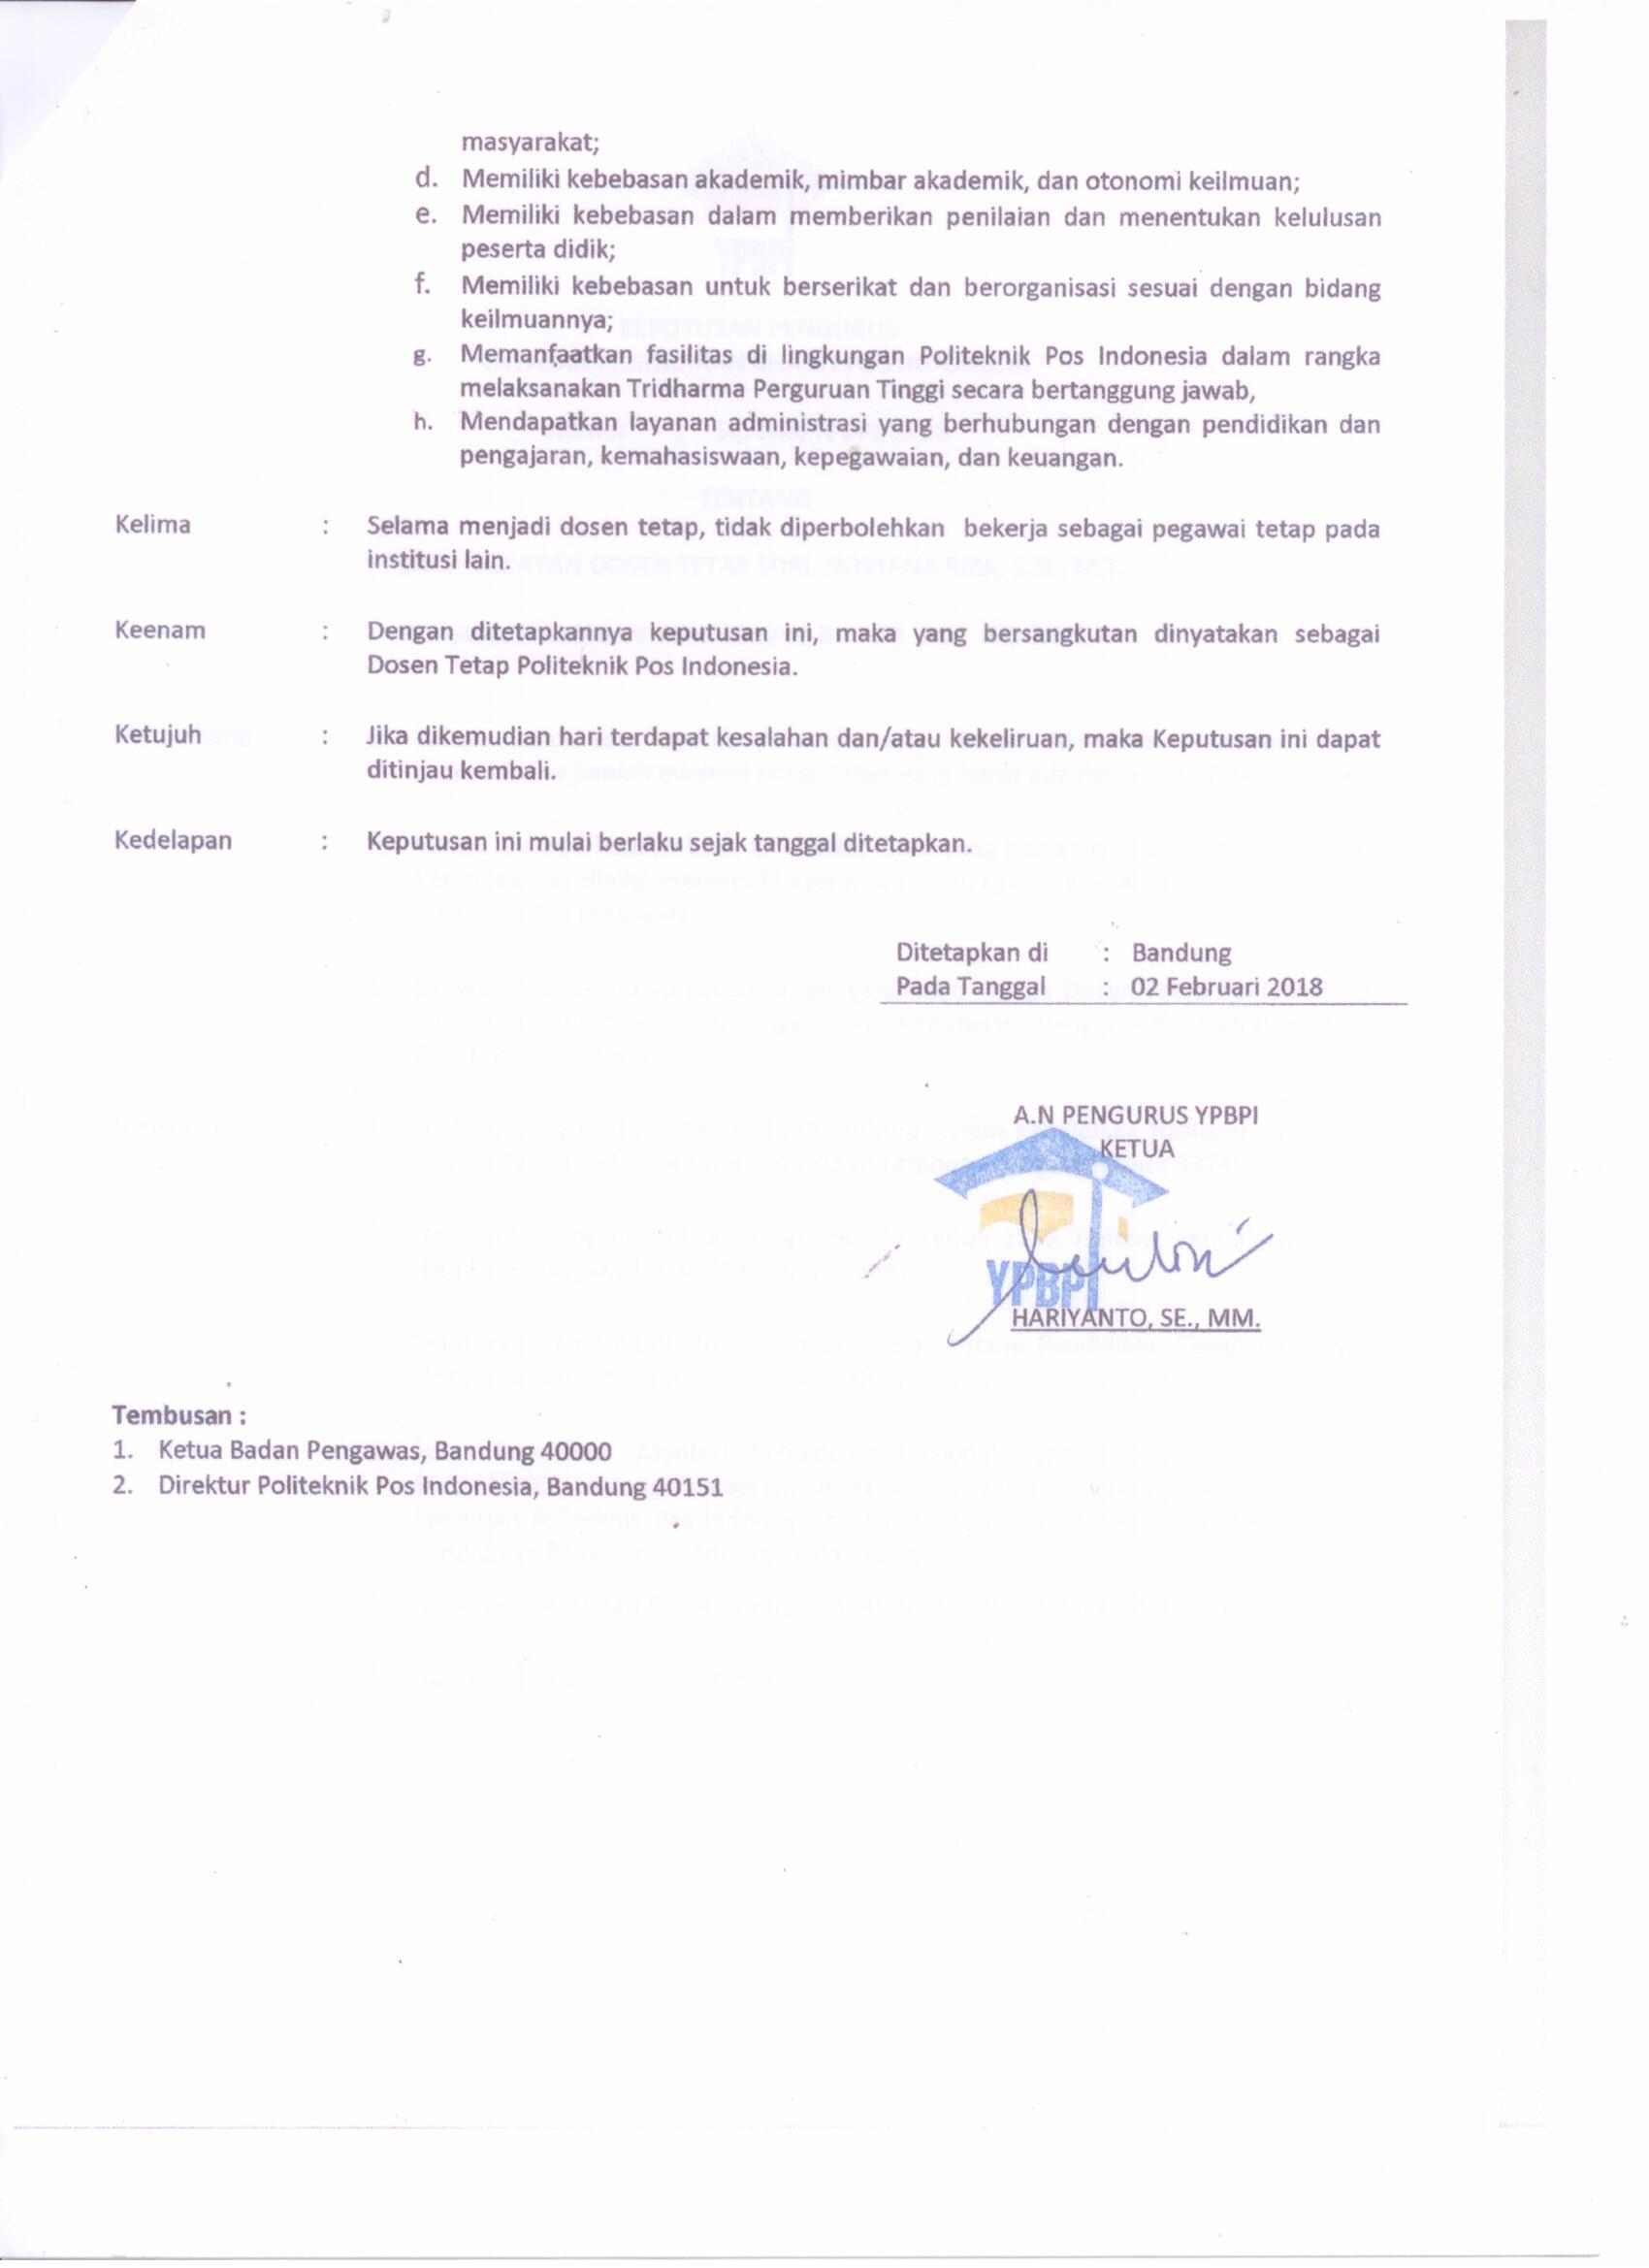 masyarakat;
d. Memiliki kebebasan akademik, mimbar akademik, dan otonomi keilmuan;
e. Memiliki kebebasan dalam memberikan penilaian dan menentukan kelulusan
peserta didik;
f. Memiliki kebebasan untuk berserikat dan berorganisasi sesuai dengan bidang
keilmuannya;
g. Memanfaatkan fasilitas di lingkungan Politeknik Pos Indonesia dalam rangka
melaksanakan Tridharma Perguruan Tinggi secara bertanggung jawab,
h. Mendapatkan layanan administrasi yang berhubungan dengan pendidikan dan
pengajaran, kemahasiswaan, kepegawaian, dan keuangan.
Kelima : Selama menjadi dosen tetap, tidak diperbolehkan bekerja sebagai pegawai tetap pada
institusi lain.
Keenam : Dengan ditetapkannya keputusan ini, maka yang bersangkutan dinyatakan sebagai
Dosen Tetap Politeknik Pos Indonesia.
Ketujuh : Jika dikemudian hari terdapat kesalahan dan/atau kekeliruan, maka Keputusan ini dapat
ditinjau kembali.
Kedelapan : Keputusan ini mulai berlaku sejak tanggal ditetapkan.
Ditetapkan di : Bandung
Pada Tanggal : 02 Februari 2018
A.N PENGURUS YPBPI
KETUA
YPBPI
HARIYANTO, SE., MM.
Tembusan :
1. Ketua Badan Pengawas, Bandung 40000
2. Direktur Politeknik Pos Indonesia, Bandung 40151